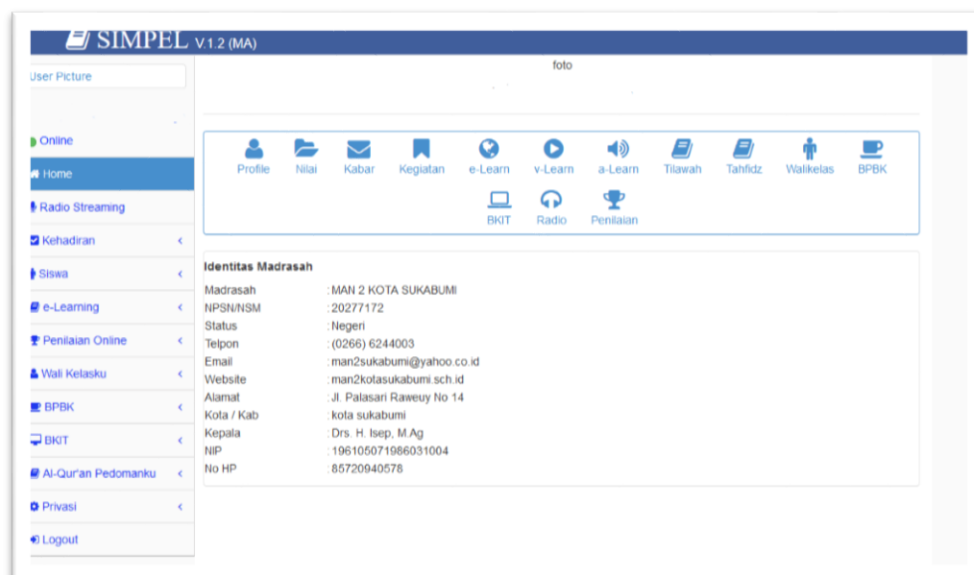 SIMPEL V.1.2 (MA)
User Picture
foto
Online
Home
Radio Streaming
Kehadiran
Siswa
e-Learning
Penilaian Online
Wali Kelasku
BPBK
BKIT
Al-Qur'an Pedomanku
Privasi
Logout
Profile Nilai Kabar Kegiatan e-Learn v-Learn a-Learn Tilawah Tahfidz Walikelas BPBK
BKIT Radio Penilaian
Identitas Madrasah
Madrasah : MAN 2 KOTA SUKABUMI
NPSN/NSM : 20277172
Status : Negeri
Telpon : (0266) 6244003
Email : man2sukabumi@yahoo.co.id
Website : man2kotasukabumi.sch.id
Alamat : Jl. Palasari Raweuy No 14
Kota / Kab : kota sukabumi
Kepala : Drs. H. Isep, M.Ag
NIP : 196105071986031004
No HP : 85720940578